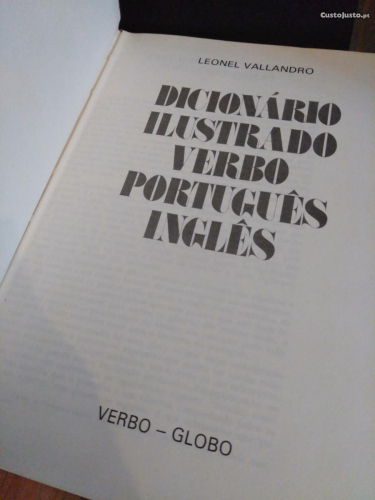 CustoJusto.pt
LEONEL VALLANDRO
DICIONÁRIO
ILUSTRADO
VERBO
PORTUGUÊS
INGLÊS
VERBO – GLOBO